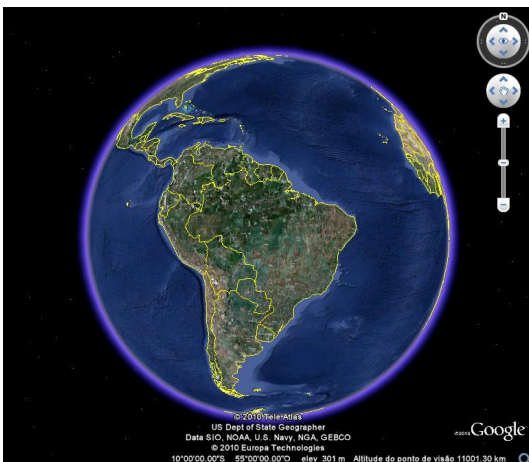 N
© 2010 Tele Atlas
US Dept of State Geographer
Data SIO, NOAA, U.S. Navy, NGA, GEBCO
© 2010 Europa Technologies
©2010 Google
10°00'00.00"S 55°00'00.00"O elev 301 m Altitude do ponto de visão 11001.30 km